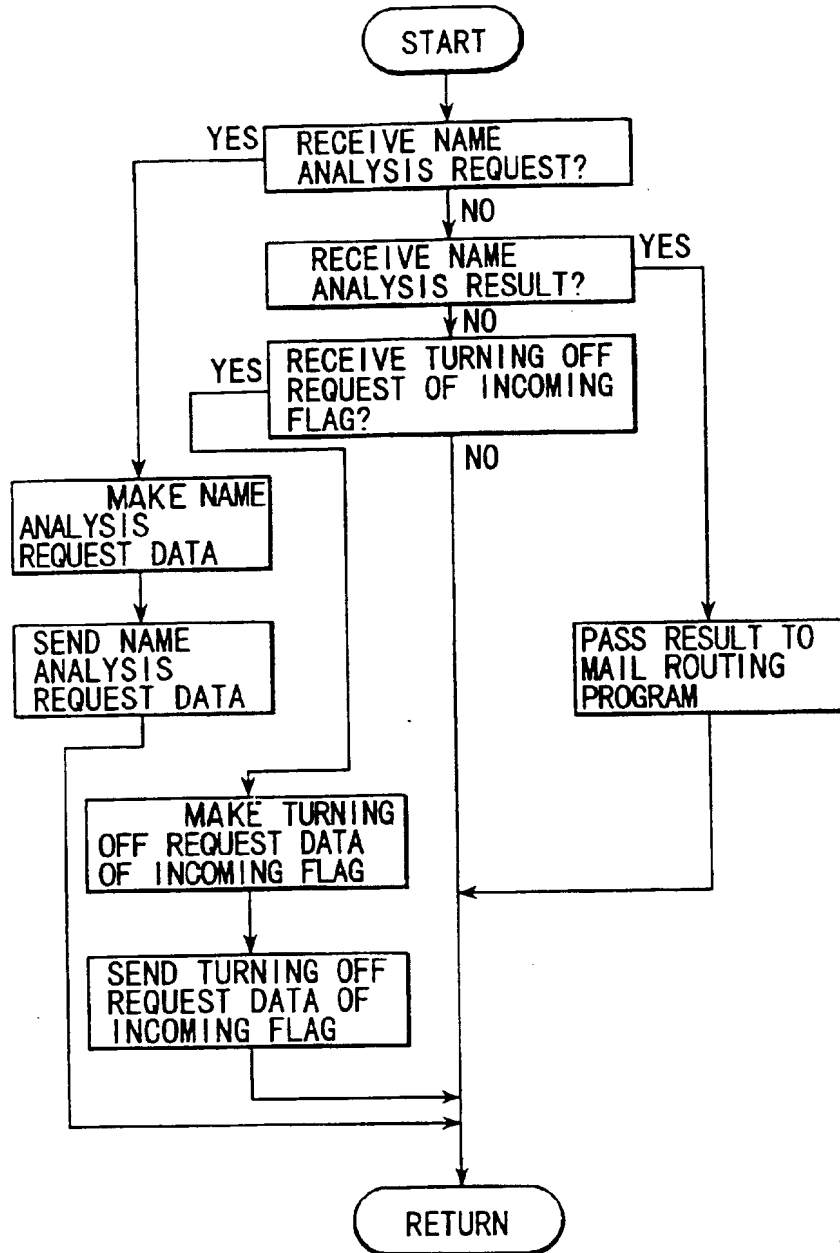 START
YES
RECEIVE NAME
ANALYSIS REQUEST?
NO
RECEIVE NAME
ANALYSIS RESULT?
YES
NO
YES
RECEIVE TURNING OFF
REQUEST OF INCOMING
FLAG?
NO
MAKE NAME
ANALYSIS
REQUEST DATA
SEND NAME
ANALYSIS
REQUEST DATA
PASS RESULT TO
MAIL ROUTING
PROGRAM
MAKE TURNING
OFF REQUEST DATA
OF INCOMING FLAG
SEND TURNING OFF
REQUEST DATA OF
INCOMING FLAG
RETURN